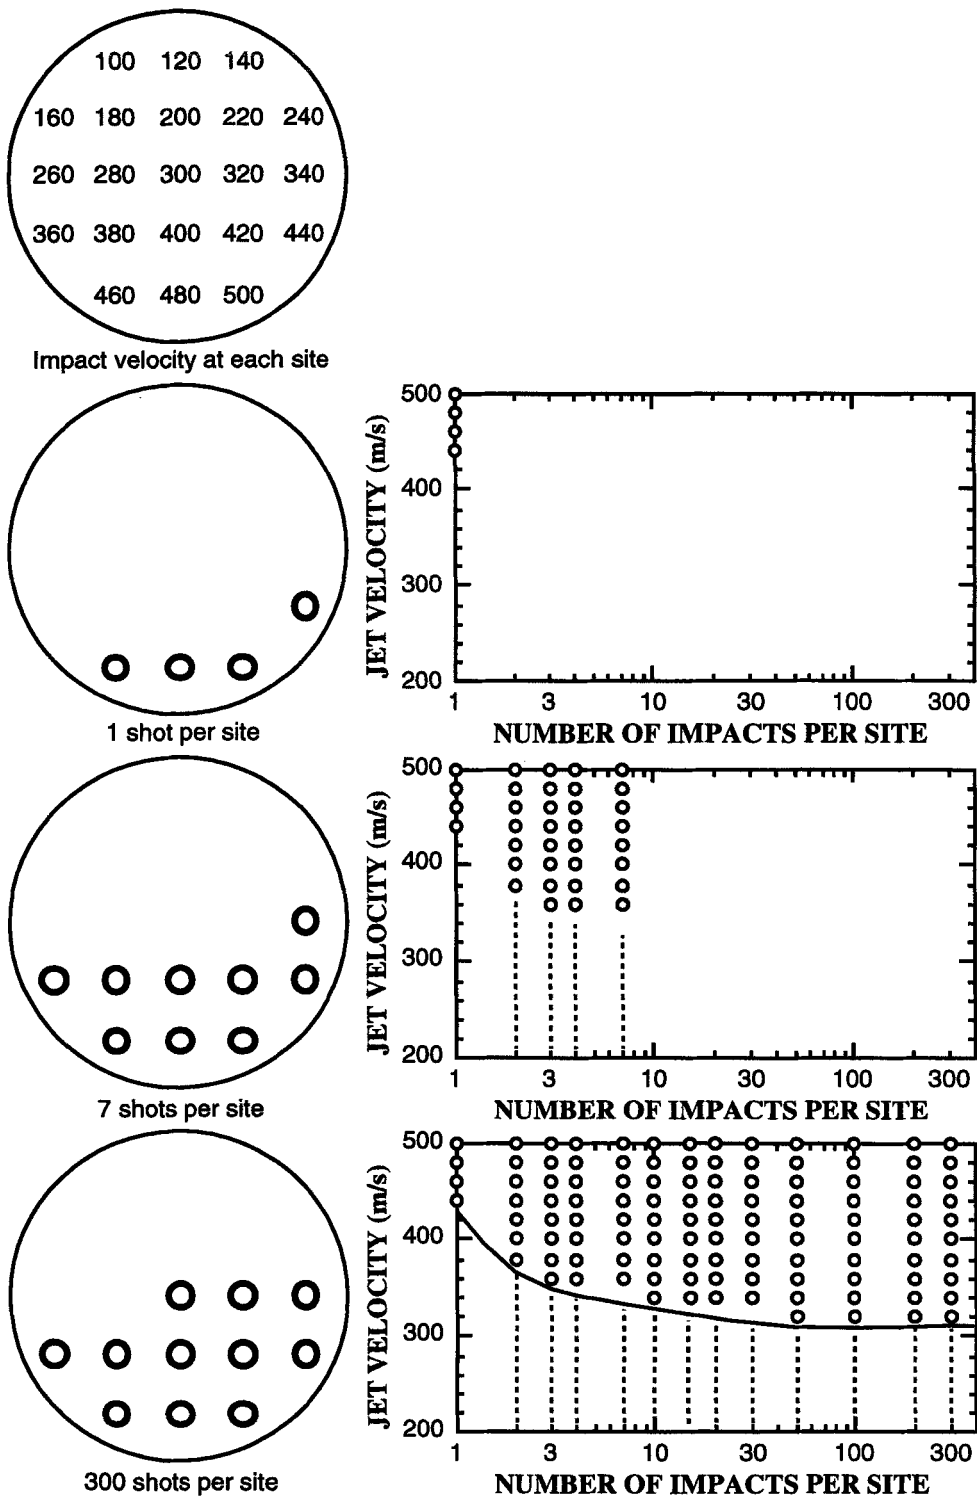 100 120 140
160 180 200 220 240
260 280 300 320 340
360 380 400 420 440
460 480 500
Impact velocity at each site
1 shot per site
JET VELOCITY (m/s)
500
400
300
200
1 3 10 30 100 300
NUMBER OF IMPACTS PER SITE
7 shots per site
JET VELOCITY (m/s)
500
400
300
200
1 3 10 30 100 300
NUMBER OF IMPACTS PER SITE
300 shots per site
JET VELOCITY (m/s)
500
400
300
200
1 3 10 30 100 300
NUMBER OF IMPACTS PER SITE